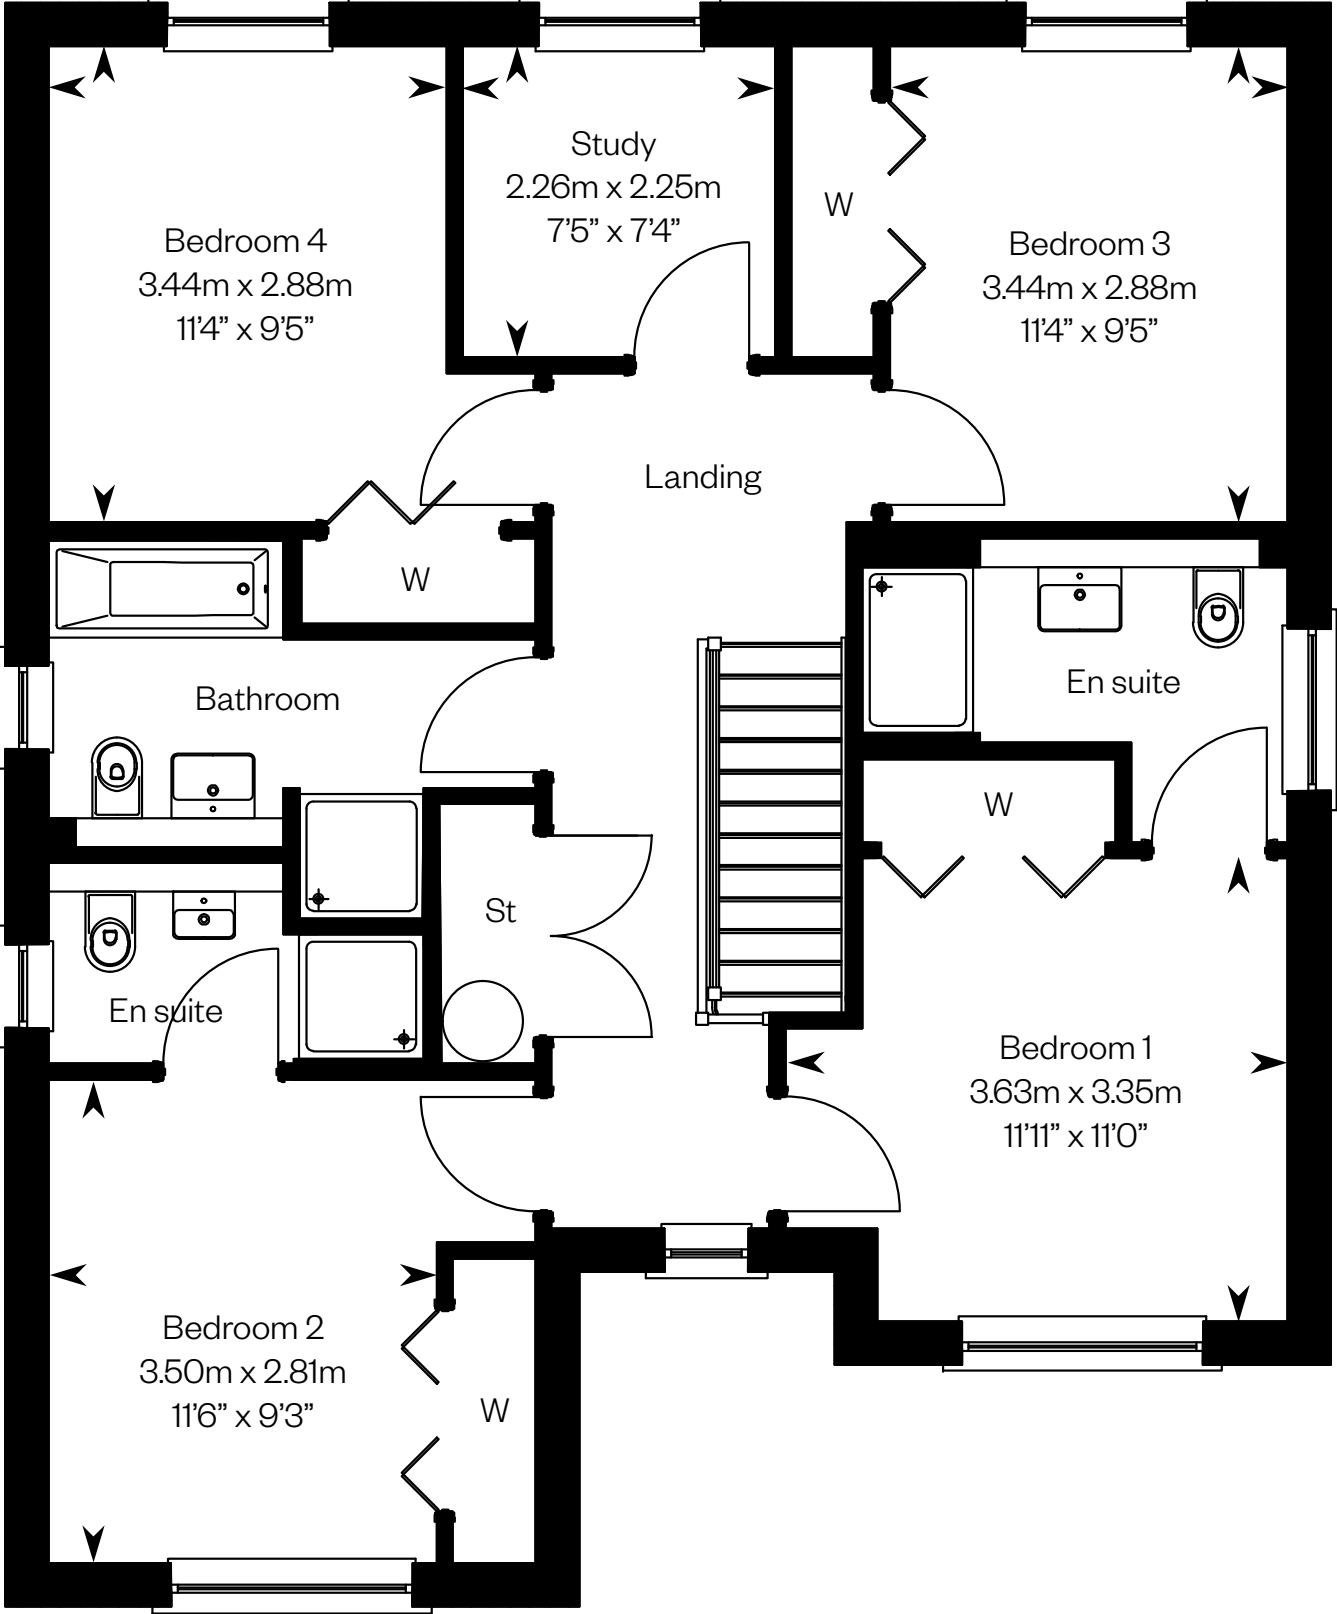 Study
2.26m x 2.25m
7'5" x 7'4"
W
Bedroom 4
3.44m x 2.88m
11'4" x 9'5"
Bedroom 3
3.44m x 2.88m
11'4" x 9'5"
Landing
W
En suite
Bathroom
W
St
En suite
Bedroom 1
3.63m x 3.35m
11'11" x 11'0"
Bedroom 2
3.50m x 2.81m
11'6" x 9'3"
W